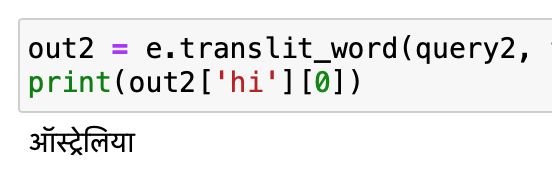 out2 = e.translit_word(query2,
print(out2['hi'][0])
ऑस्ट्रेलिया